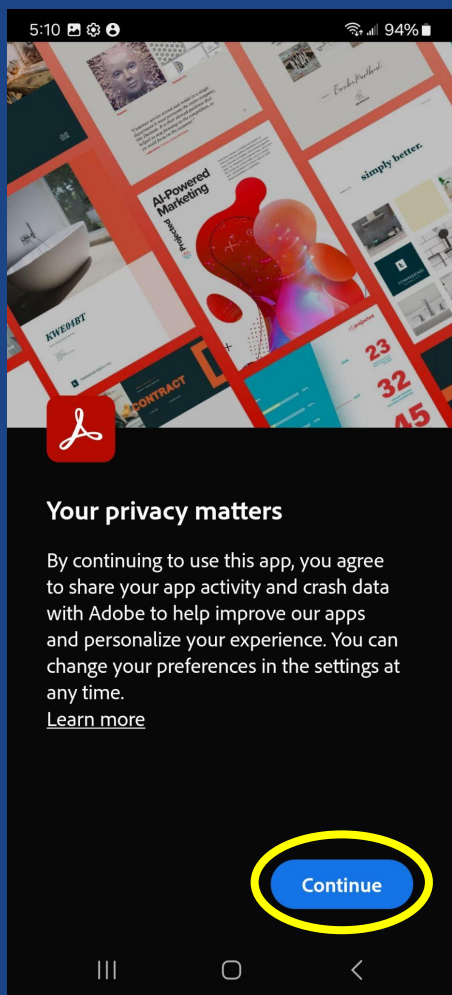 5:10
94%
AI-Powered
Marketing
Projected
simply better.
KWE04BT
CONTRACT
23
32
45
Your privacy matters
By continuing to use this app, you agree
to share your app activity and crash data
with Adobe to help improve our apps
and personalize your experience. You can
change your preferences in the settings at
any time.
Learn more
Continue